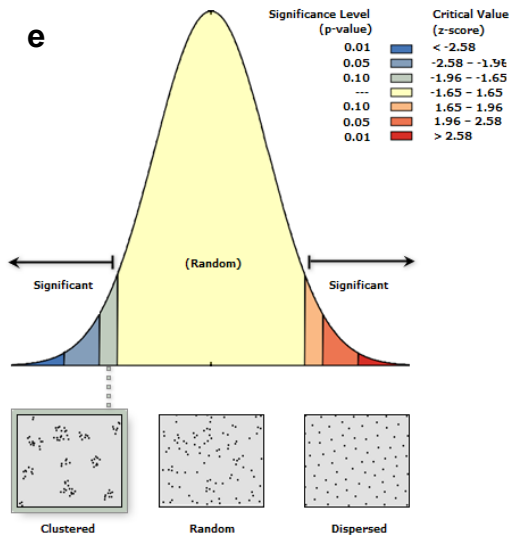 e
Significance Level Critical Value
(p-value) (z-score)
0.01 < -2.58
0.05 -2.58 – -1.96
0.10 -1.96 – -1.65
--- -1.65 – 1.65
0.10 1.65 – 1.96
0.05 1.96 – 2.58
0.01 > 2.58
(Random)
Significant Significant
Clustered Random Dispersed